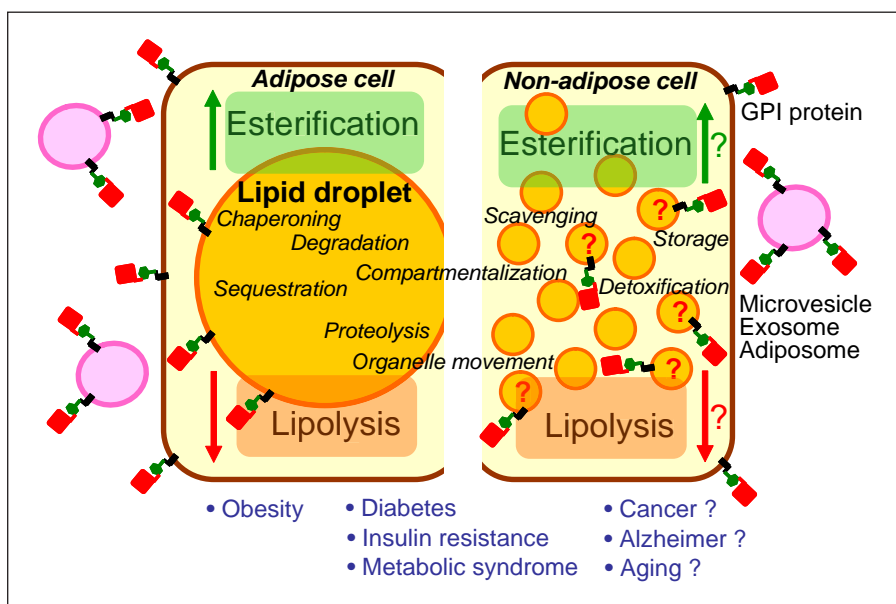 Adipose cell
Non-adipose cell
GPI protein
Esterification
Esterification
?
Lipid droplet
Chaperoning
Degradation
Scavenging
?
Storage
?
Compartmentalization
Sequestration
Detoxification
Microvesicle
Exosome
Adiposome
?
Proteolysis
Organelle movement
?
?
Lipolysis
Lipolysis
?
• Obesity
• Diabetes
• Insulin resistance
• Metabolic syndrome
• Cancer ?
• Alzheimer ?
• Aging ?